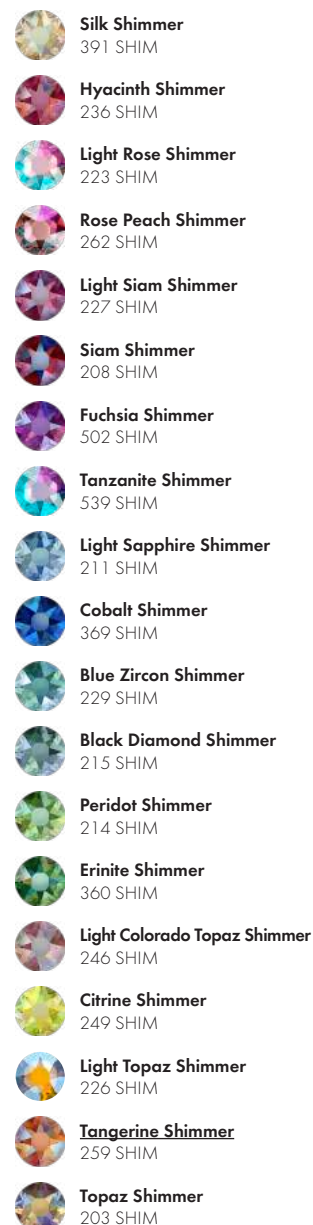 Silk Shimmer
391 SHIM
Hyacinth Shimmer
236 SHIM
Light Rose Shimmer
223 SHIM
Rose Peach Shimmer
262 SHIM
Light Siam Shimmer
227 SHIM
Siam Shimmer
208 SHIM
Fuchsia Shimmer
502 SHIM
Tanzanite Shimmer
539 SHIM
Light Sapphire Shimmer
211 SHIM
Cobalt Shimmer
369 SHIM
Blue Zircon Shimmer
229 SHIM
Black Diamond Shimmer
215 SHIM
Peridot Shimmer
214 SHIM
Erinite Shimmer
360 SHIM
Light Colorado Topaz Shimmer
246 SHIM
Citrine Shimmer
249 SHIM
Light Topaz Shimmer
226 SHIM
Tangerine Shimmer
259 SHIM
Topaz Shimmer
203 SHIM